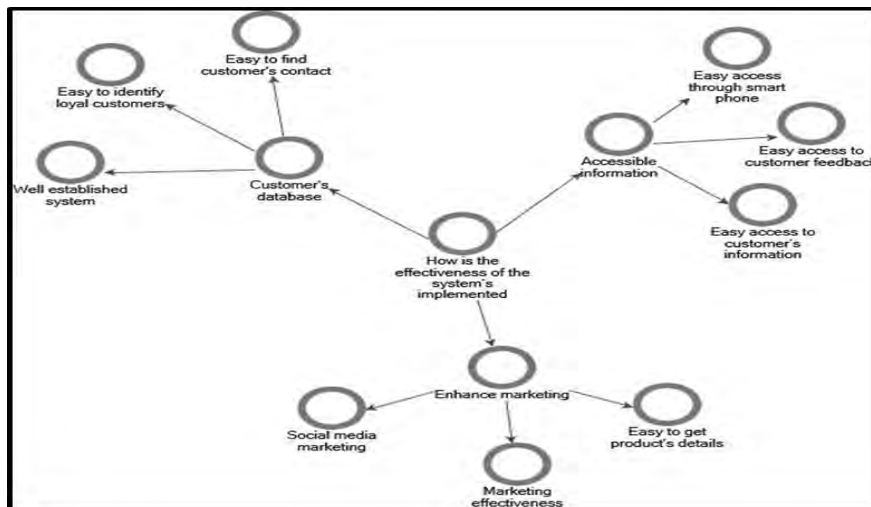 Easy to find
customer's contact
Easy to identify
loyal customers
Well established
system
Customer's
database
Easy access
through smart
phone
Easy access to
customer feedback
Accessible
information
Easy access to
customer's
information
How is the
effectiveness of the
system's
implemented
Enhance marketing
Social media
marketing
Easy to get
product's details
Marketing
effectiveness